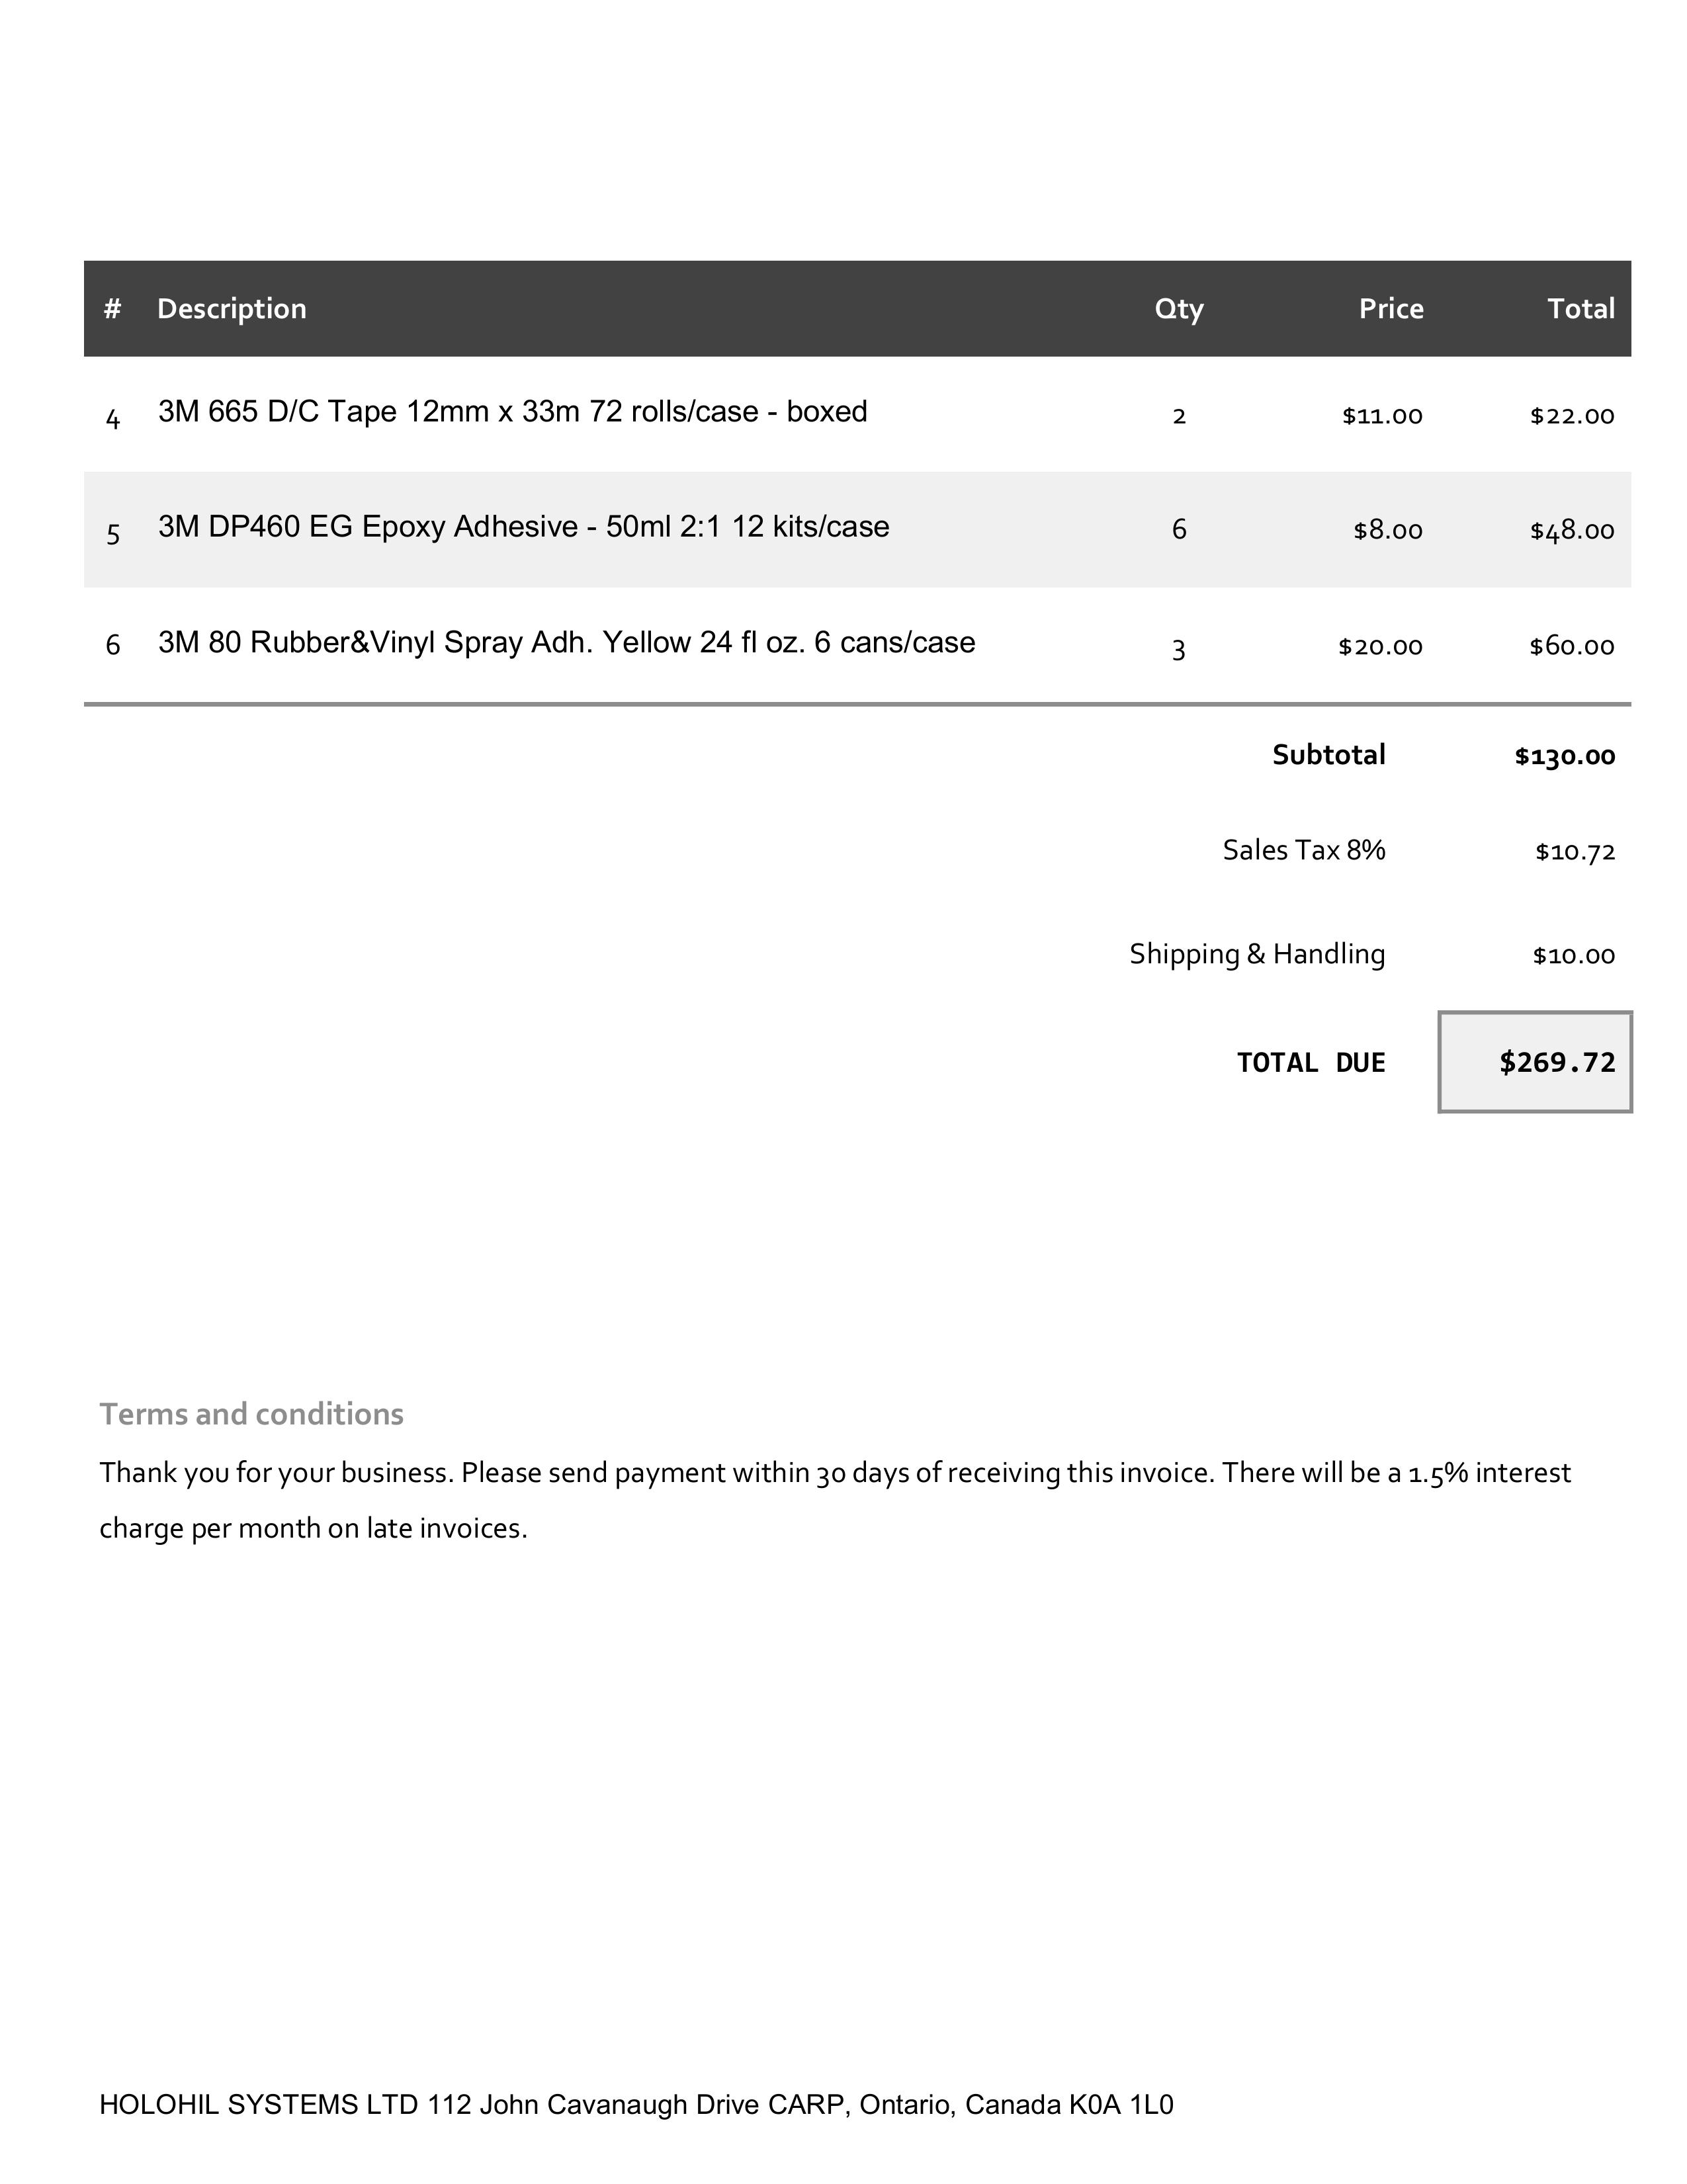 # Description Qty Price Total
4 3M 665 D/C Tape 12mm x 33m 72 rolls/case - boxed 2 $11.00 $22.00
5 3M DP460 EG Epoxy Adhesive - 50ml 2:1 12 kits/case 6 $8.00 $48.00
6 3M 80 Rubber&Vinyl Spray Adh. Yellow 24 fl oz. 6 cans/case 3 $20.00 $60.00
Subtotal $130.00
Sales Tax 8% $10.72
Shipping & Handling $10.00
TOTAL DUE $269.72
Terms and conditions
Thank you for your business. Please send payment within 30 days of receiving this invoice. There will be a 1.5% interest
charge per month on late invoices.
HOLOHIL SYSTEMS LTD 112 John Cavanaugh Drive CARP, Ontario, Canada K0A 1L0